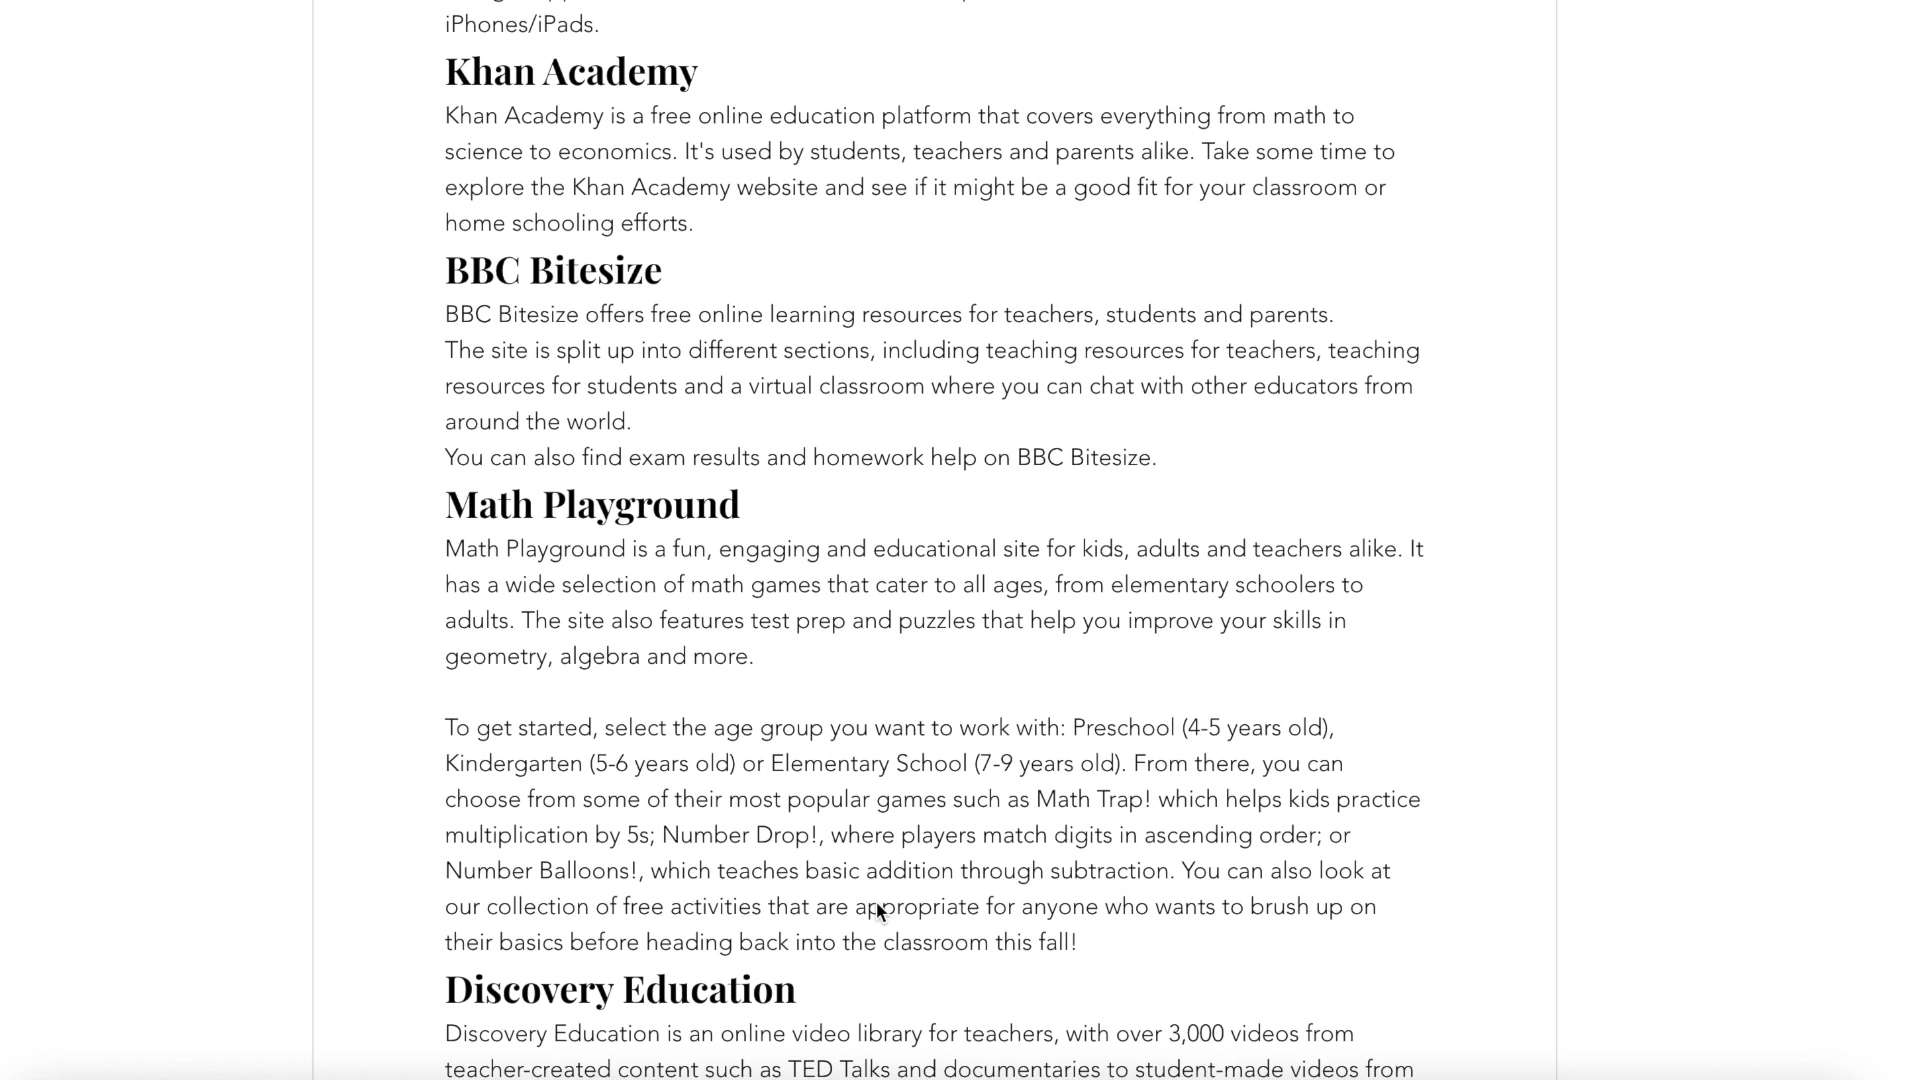 iPhones/iPads.
Khan Academy
Khan Academy is a free online education platform that covers everything from math to
science to economics. It's used by students, teachers and parents alike. Take some time to
explore the Khan Academy website and see if it might be a good fit for your classroom or
home schooling efforts.
BBC Bitesize
BBC Bitesize offers free online learning resources for teachers, students and parents.
The site is split up into different sections, including teaching resources for teachers, teaching
resources for students and a virtual classroom where you can chat with other educators from
around the world.
You can also find exam results and homework help on BBC Bitesize.
Math Playground
Math Playground is a fun, engaging and educational site for kids, adults and teachers alike. It
has a wide selection of math games that cater to all ages, from elementary schoolers to
adults. The site also features test prep and puzzles that help you improve your skills in
geometry, algebra and more.
To get started, select the age group you want to work with: Preschool (4-5 years old),
Kindergarten (5-6 years old) or Elementary School (7-9 years old). From there, you can
choose from some of their most popular games such as Math Trap! which helps kids practice
multiplication by 5s; Number Drop!, where players match digits in ascending order; or
Number Balloons!, which teaches basic addition through subtraction. You can also look at
our collection of free activities that are appropriate for anyone who wants to brush up on
their basics before heading back into the classroom this fall!
Discovery Education
Discovery Education is an online video library for teachers, with over 3,000 videos from
teacher-created content such as TED Talks and documentaries to student-made videos from